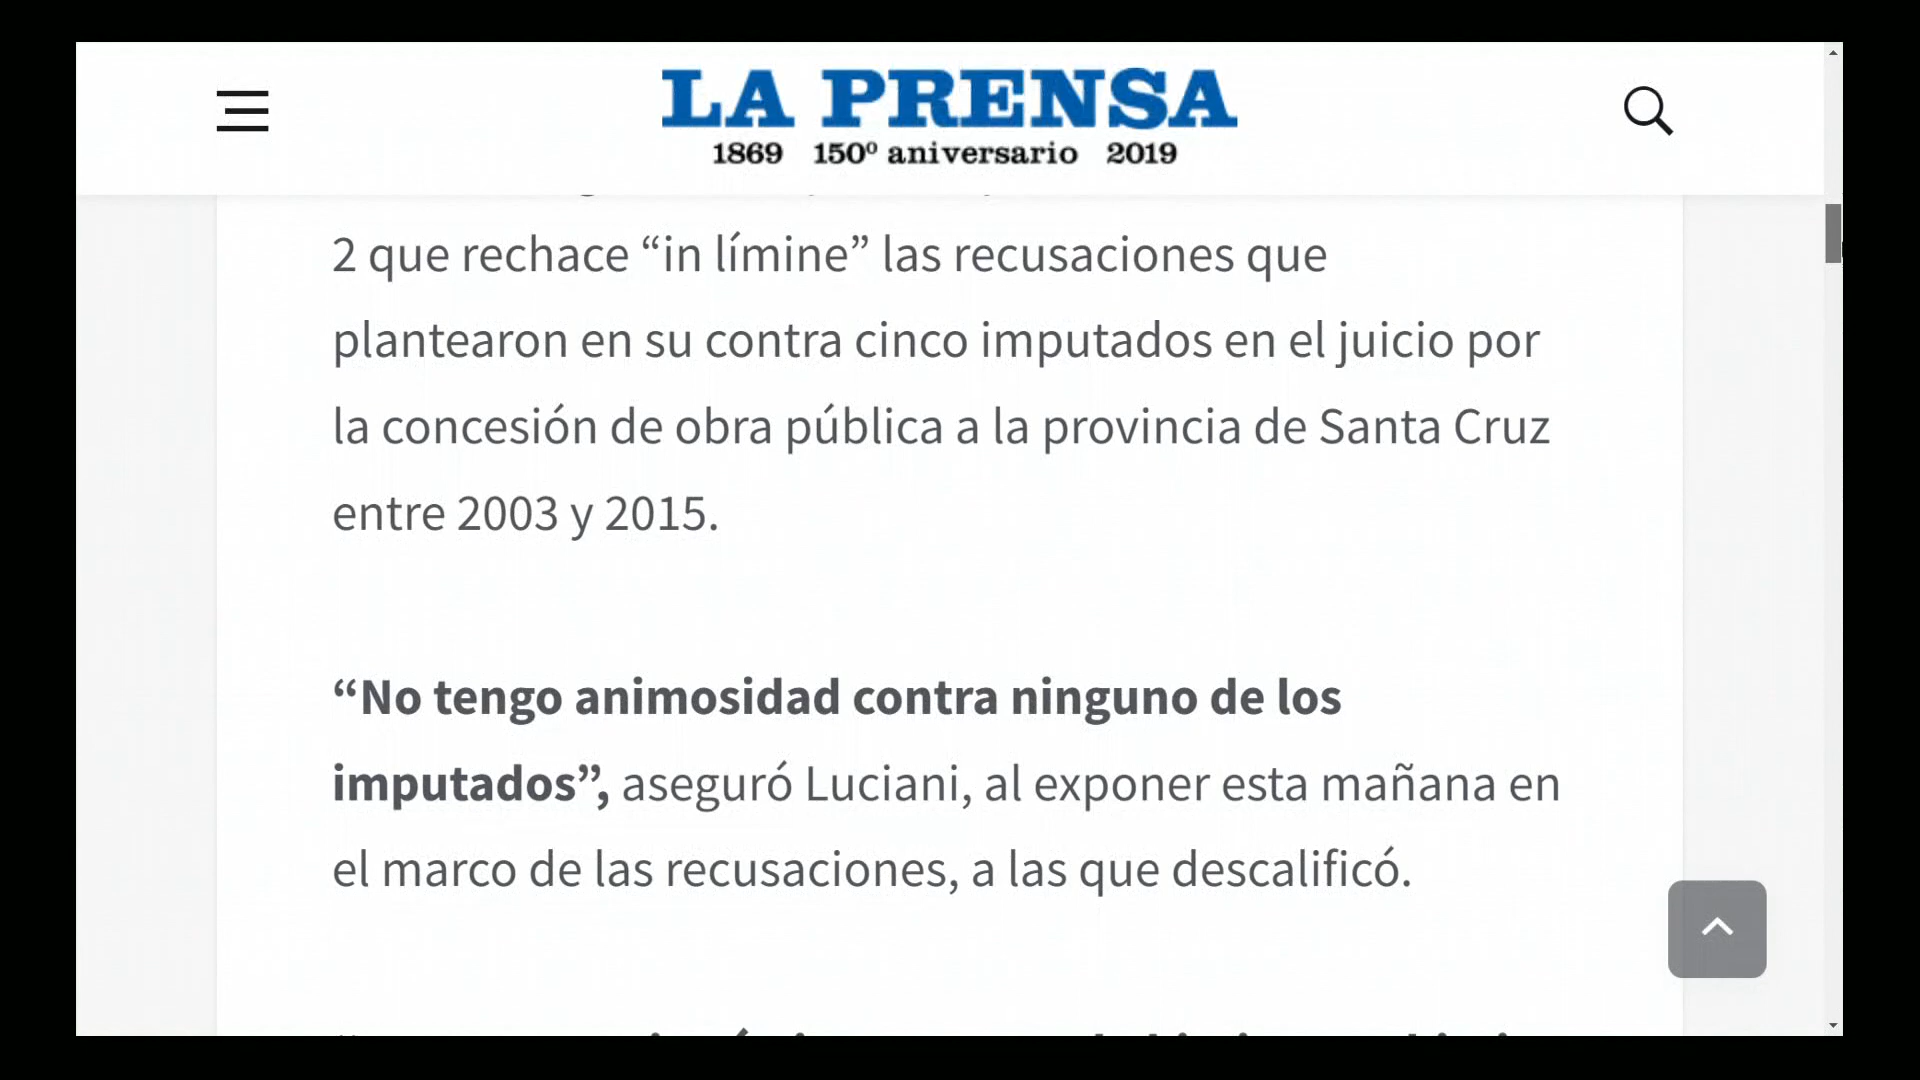 LA PRENSA
1869 150º aniversario 2019
2 que rechace “in límine” las recusaciones que
plantearon en su contra cinco imputados en el juicio por
la concesión de obra pública a la provincia de Santa Cruz
entre 2003 y 2015.
“No tengo animosidad contra ninguno de los
imputados”, aseguró Luciani, al exponer esta mañana en
el marco de las recusaciones, a las que descalificó.